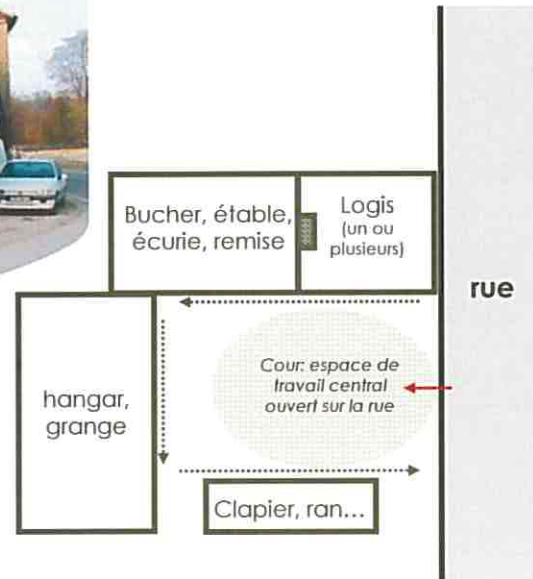 Bucher, étable,
écurie, remise
Logis
(un ou
plusieurs)
rue
Cour: espace de
travail central
ouvert sur la rue
hangar,
grange
Clapier, ran...